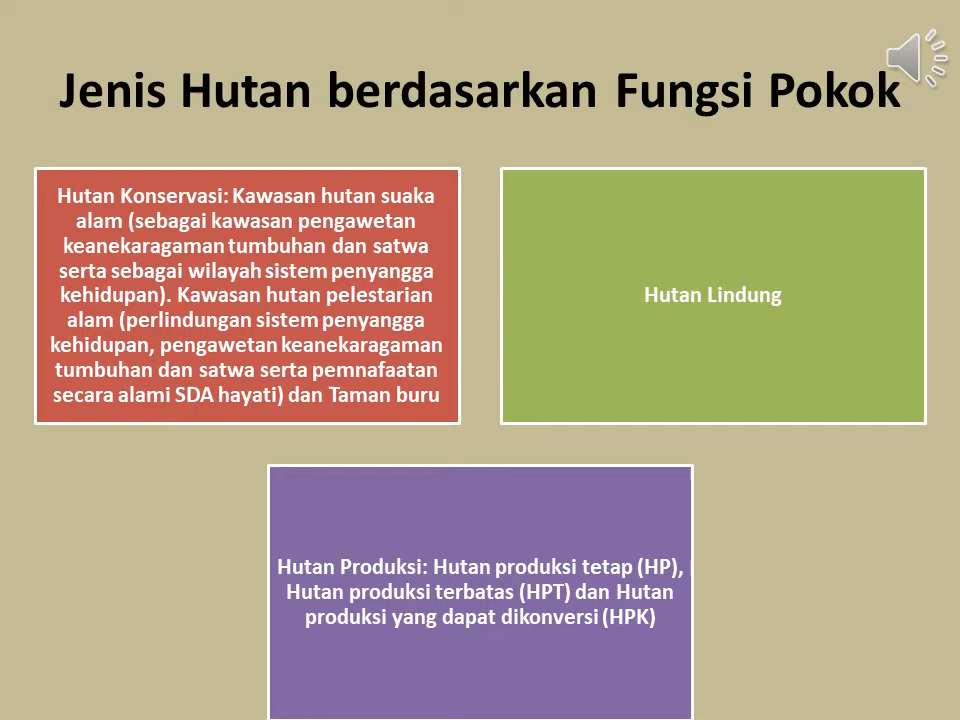 Jenis Hutan berdasarkan Fungsi Pokok
Hutan Konservasi: Kawasan hutan suaka
alam (sebagai kawasan pengawetan
keanekaragaman tumbuhan dan satwa
serta sebagai wilayah sistem penyangga
kehidupan). Kawasan hutan pelestarian
alam (perlindungan sistem penyangga
kehidupan, pengawetan keanekaragaman
tumbuhan dan satwa serta pemnafaatan
secara alami SDA hayati) dan Taman buru
Hutan Lindung
Hutan Produksi: Hutan produksi tetap (HP),
Hutan produksi terbatas (HPT) dan Hutan
produksi yang dapat dikonversi (HPK)